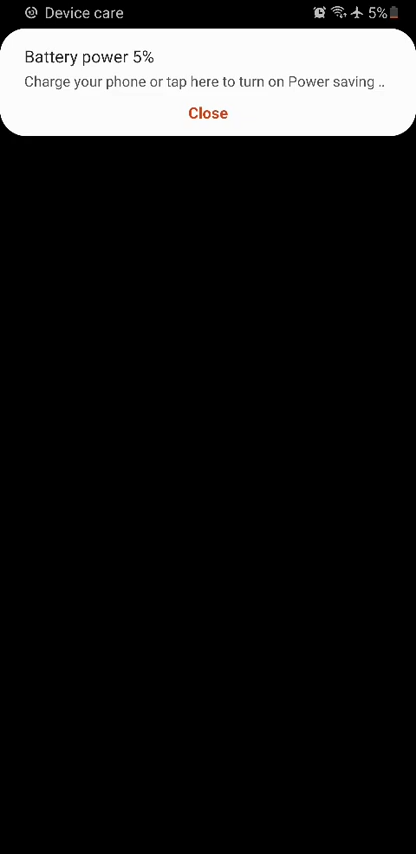 Device care 5%
Battery power 5%
Charge your phone or tap here to turn on Power saving ..
Close